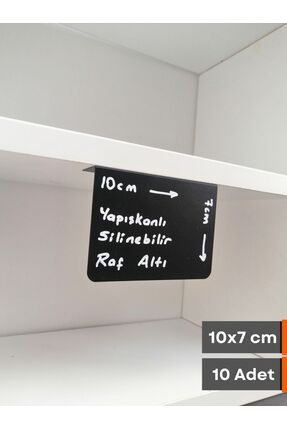 10cm →
7cm →
Yapışkanlı
Silinebilir
Raf Altı
10x7 cm
10 Adet